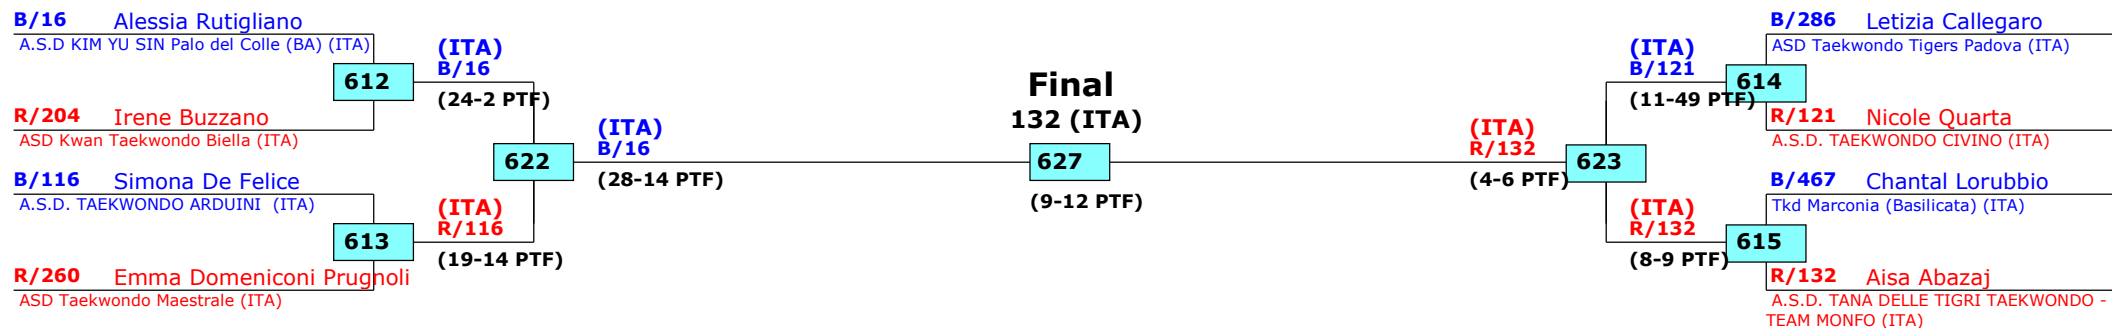 B/16 Alessia Rutigliano
A.S.D KIM YU SIN Palo del Colle (BA) (ITA)
612
R/204 Irene Buzzano
ASD Kwan Taekwondo Biella (ITA)
(ITA)
B/16
(24-2 PTF)
B/116 Simona De Felice
A.S.D. TAEKWONDO ARDUINI (ITA)
613
R/260 Emma Domeniconi Prugnoli
ASD Taekwondo Maestrale (ITA)
(ITA)
R/116
(19-14 PTF)
622
(ITA)
B/16
(28-14 PTF)
Final
132 (ITA)
627
(9-12 PTF)
(ITA)
R/132
(4-6 PTF)
623
(ITA)
B/121
(11-49 PTF)
614
B/286 Letizia Callegaro
ASD Taekwondo Tigers Padova (ITA)
R/121 Nicole Quarta
A.S.D. TAEKWONDO CIVINO (ITA)
(ITA)
R/132
(8-9 PTF)
615
B/467 Chantal Lorubbio
Tkd Marconia (Basilicata) (ITA)
R/132 Aisa Abazaj
A.S.D. TANA DELLE TIGRI TAEKWONDO -
TEAM MONFO (ITA)